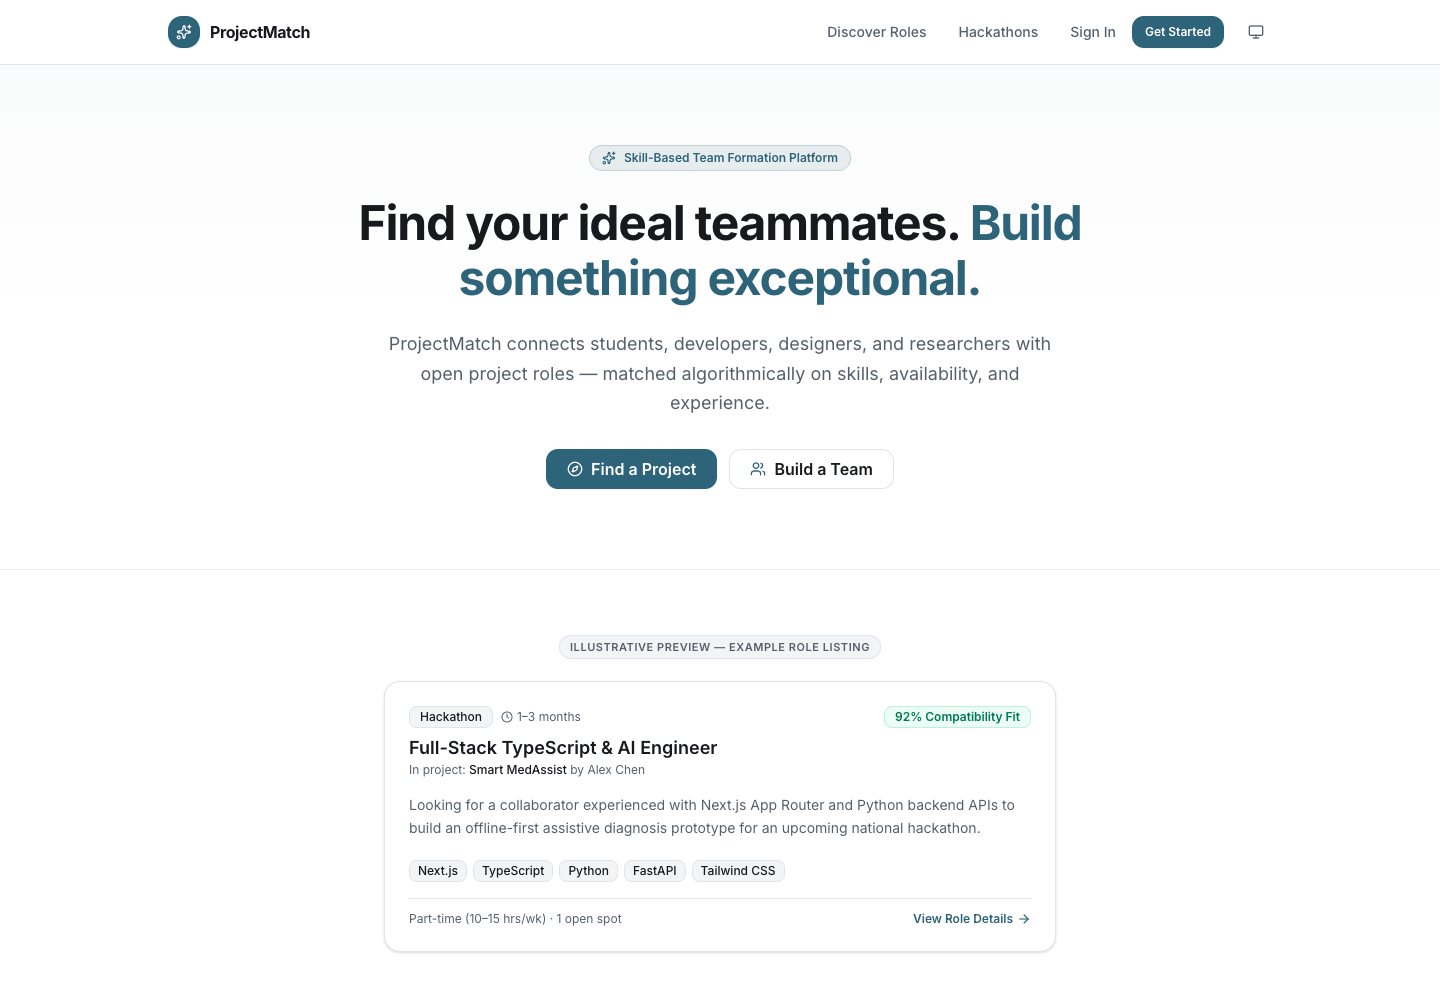 ProjectMatch
Discover Roles
Hackathons
Sign In
Get Started
Skill-Based Team Formation Platform
Find your ideal teammates. Build
something exceptional.
ProjectMatch connects students, developers, designers, and researchers with
open project roles — matched algorithmically on skills, availability, and
experience.
Find a Project
Build a Team
ILLUSTRATIVE PREVIEW — EXAMPLE ROLE LISTING
Hackathon
1–3 months
92% Compatibility Fit
Full-Stack TypeScript & AI Engineer
In project: Smart MedAssist by Alex Chen
Looking for a collaborator experienced with Next.js App Router and Python backend APIs to
build an offline-first assistive diagnosis prototype for an upcoming national hackathon.
Next.js
TypeScript
Python
FastAPI
Tailwind CSS
Part-time (10–15 hrs/wk) · 1 open spot
View Role Details →